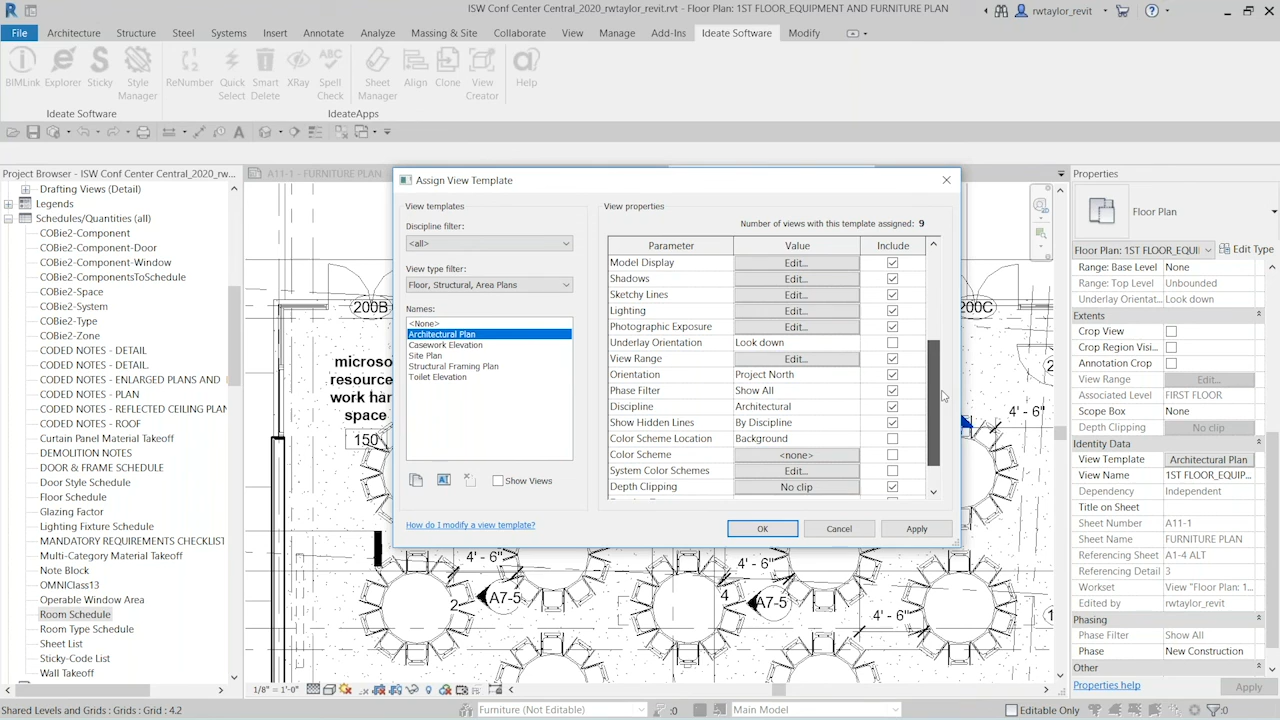 ISW Conf Center Central_2020_rwtaylor_revit.rvt - Floor Plan: 1ST FLOOR_EQUIPMENT AND FURNITURE PLAN
rwtaylor_revit
File Architecture Structure Steel Systems Insert Annotate Analyze Massing & Site Collaborate View Manage Add-Ins Ideate Software Modify
BIMLink Explorer Sticky Style Manager
ReNumber Quick Select Smart Delete XRay Spell Check
Sheet Manager Align Clone View Creator Help
Ideate Software
IdeateApps
Project Browser - ISW Conf Center Central_2020_rw...
Drafting Views (Detail)
Legends
Schedules/Quantities (all)
COBie2-Component
COBie2-Component-Door
COBie2-Component-Window
COBie2-ComponentsToSchedule
COBie2-Space
COBie2-System
COBie2-Type
COBie2-Zone
CODED NOTES - DETAIL
CODED NOTES - DETAIL.
CODED NOTES - ENLARGED PLANS AND
CODED NOTES - PLAN
CODED NOTES - REFLECTED CEILING PLAN
CODED NOTES - ROOF
Curtain Panel Material Takeoff
DEMOLITION NOTES
DOOR & FRAME SCHEDULE
Door Style Schedule
Floor Schedule
Glazing Factor
Lighting Fixture Schedule
MANDATORY REQUIREMENTS CHECKLIST
Multi-Category Material Takeoff
Note Block
OMNIClass13
Operable Window Area
Room Schedule
Room Type Schedule
Sheet List
Sticky-Code List
Wall Takeoff
A11-1 - FURNITURE PLAN
200B
200C
microso
resource
work har
space
150
4' - 6"
4' - 6"
4' - 6"
4' - 6"
2
A7-5
4
A7-5
Assign View Template
View templates
Discipline filter:
<all>
View type filter:
Floor, Structural, Area Plans
Names:
<None>
Architectural Plan
Casework Elevation
Site Plan
Structural Framing Plan
Toilet Elevation
Show Views
How do I modify a view template?
View properties
Number of views with this template assigned: 9
Parameter Value Include
Model Display Edit...
Shadows Edit...
Sketchy Lines Edit...
Lighting Edit...
Photographic Exposure Edit...
Underlay Orientation Look down
View Range Edit...
Orientation Project North
Phase Filter Show All
Discipline Architectural
Show Hidden Lines By Discipline
Color Scheme Location Background
Color Scheme <none>
System Color Schemes Edit...
Depth Clipping No clip
OK Cancel Apply
Properties
Floor Plan
Floor Plan: 1ST FLOOR_EQUII Edit Type
Range: Base Level None
Range: Top Level Unbounded
Underlay Orientat... Look down
Extents
Crop View
Crop Region Visi...
Annotation Crop
View Range Edit...
Associated Level FIRST FLOOR
Scope Box None
Depth Clipping No clip
Identity Data
View Template Architectural Plan
View Name 1ST FLOOR_EQUIP...
Dependency Independent
Title on Sheet
Sheet Number A11-1
Sheet Name FURNITURE PLAN
Referencing Sheet A1-4 ALT
Referencing Detail 3
Workset View "Floor Plan: 1...
Edited by rwtaylor_revit
Phasing
Phase Filter Show All
Phase New Construction
Other
Properties help Apply
1/8" = 1'-0"
Shared Levels and Grids : Grids : Grid : 4.2
Furniture (Not Editable)
:0
Main Model
Editable Only
:0